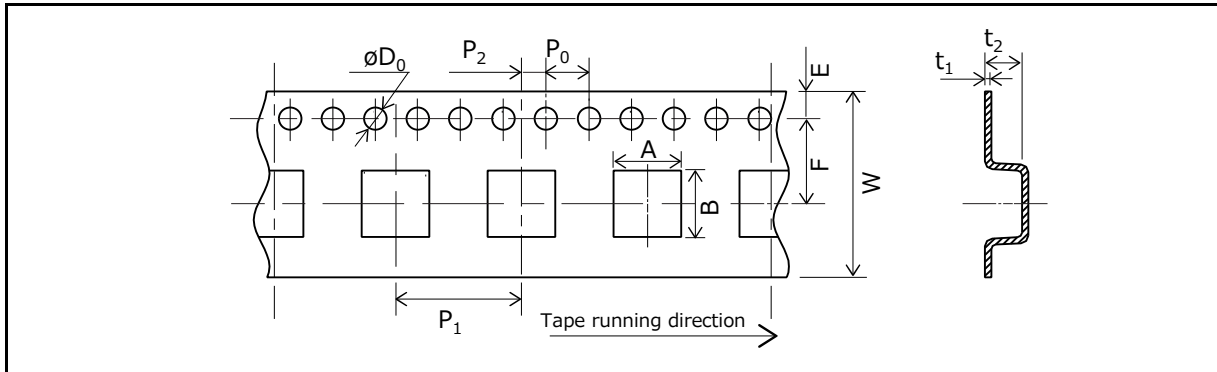 t₂
P₂ P₀
øD₀
t₁
E
A
F
W
B
P₁
Tape running direction